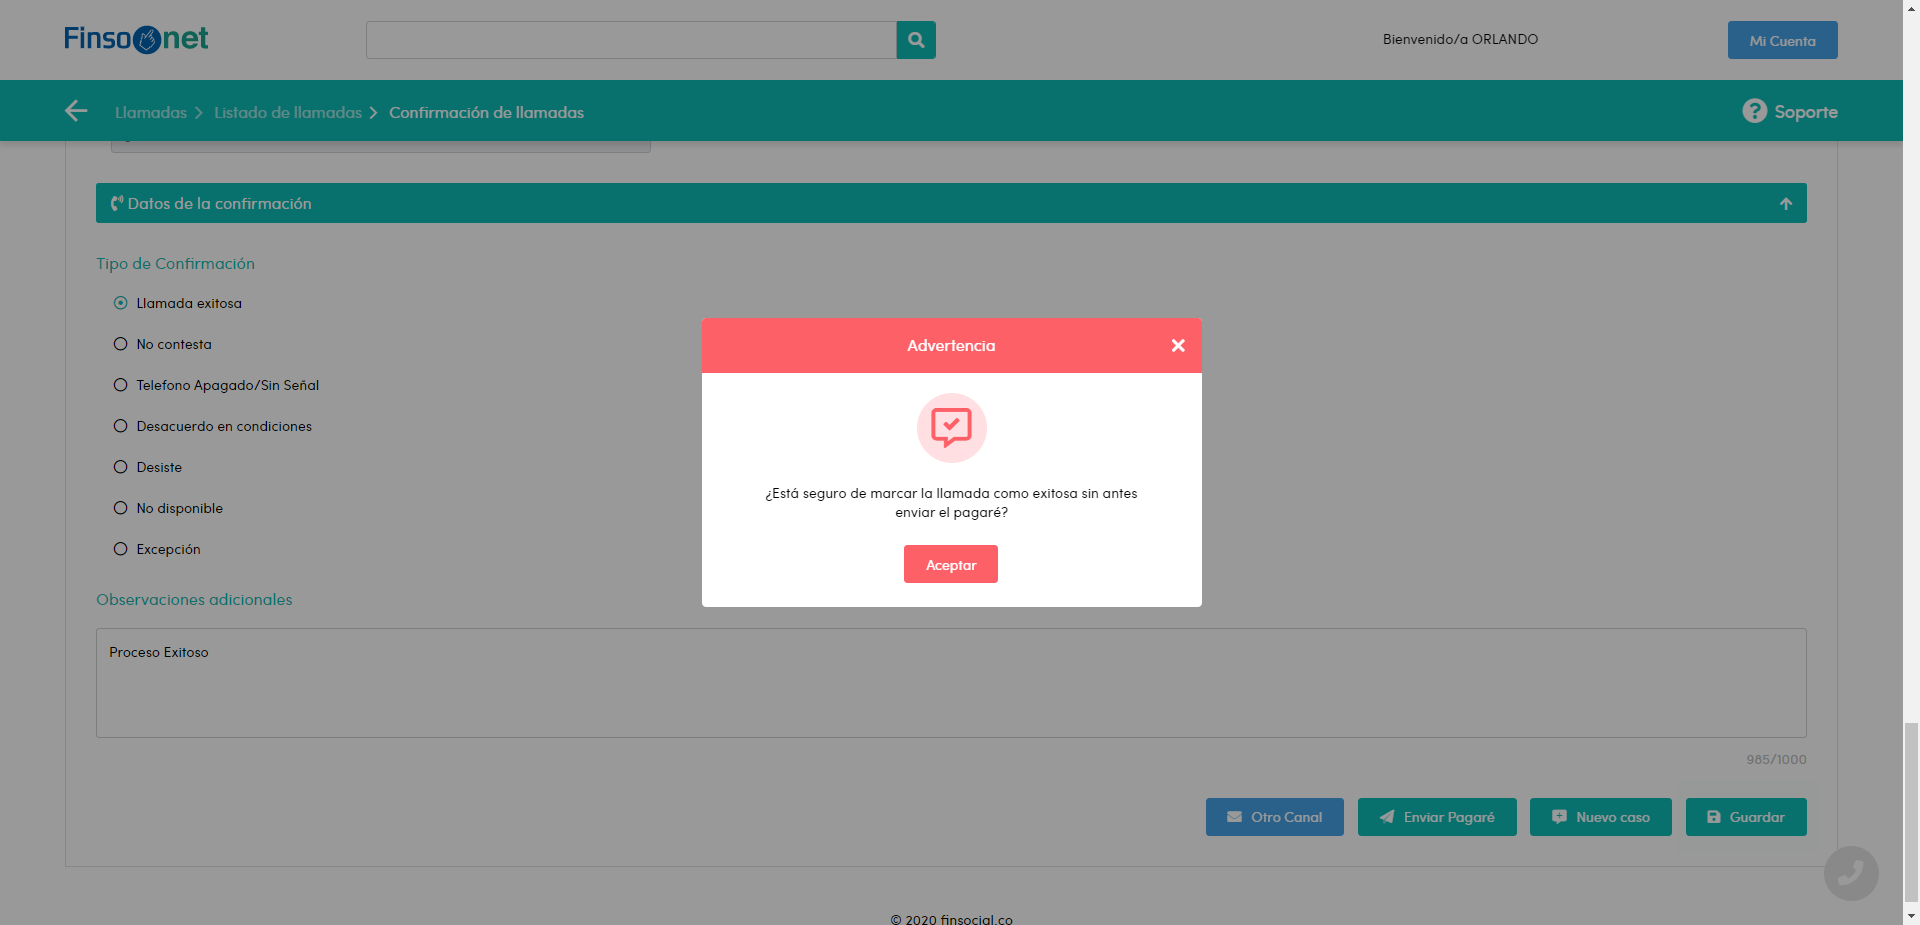 Finso net
Bienvenido/a ORLANDO
Mi Cuenta
Llamadas
Listado de llamadas
Confirmación de llamadas
Soporte
Datos de la confirmación
Tipo de Confirmación
Llamada exitosa
No contesta
Telefono Apagado/Sin Señal
Desacuerdo en condiciones
Desiste
No disponible
Excepción
Advertencia
¿Está seguro de marcar la llamada como exitosa sin antes
enviar el pagaré?
Aceptar
Observaciones adicionales
Proceso Exitoso
985/1000
Otro Canal
Enviar Pagaré
Nuevo caso
Guardar
© 2020 finsocial.co